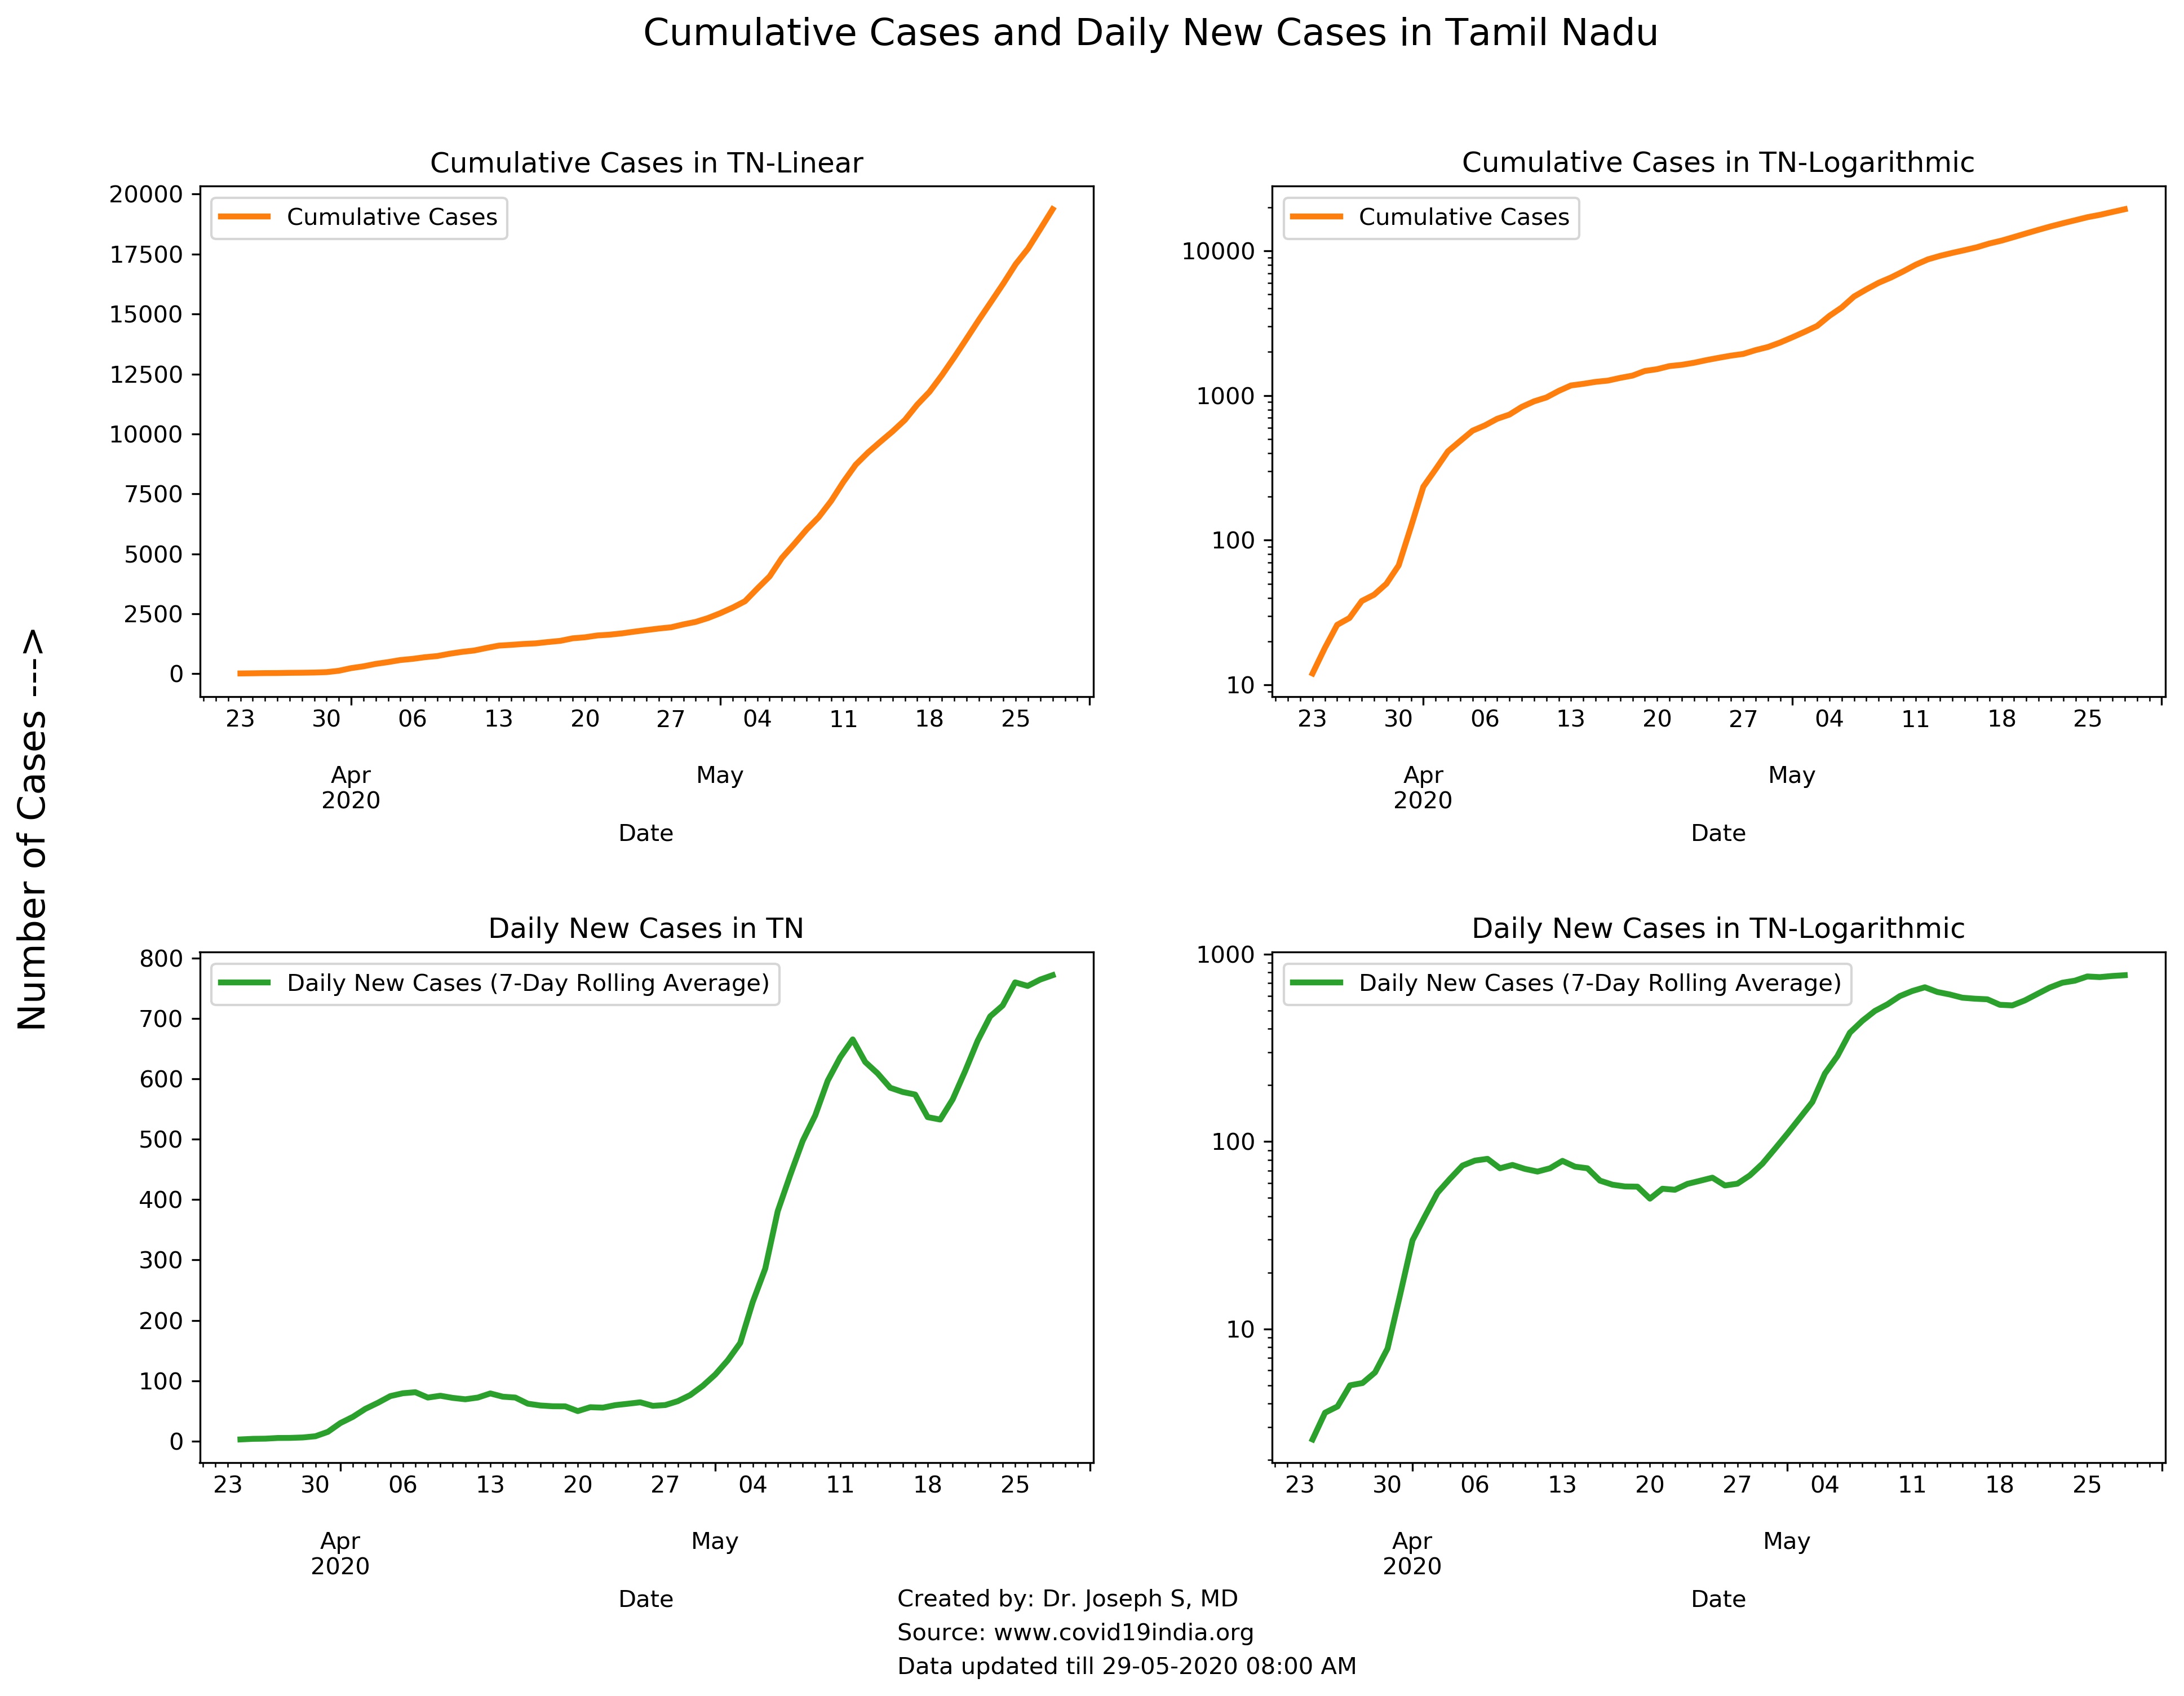 Cumulative Cases and Daily New Cases in Tamil Nadu
Number of Cases --->
Cumulative Cases in TN-Linear
Cumulative Cases
20000
17500
15000
12500
10000
7500
5000
2500
0
23 30 06 13 20 27 04 11 18 25
Apr May
2020
Date
Cumulative Cases in TN-Logarithmic
Cumulative Cases
10000
1000
100
10
23 30 06 13 20 27 04 11 18 25
Apr May
2020
Date
Daily New Cases in TN
Daily New Cases (7-Day Rolling Average)
800
700
600
500
400
300
200
100
0
23 30 06 13 20 27 04 11 18 25
Apr May
2020
Date
Daily New Cases in TN-Logarithmic
Daily New Cases (7-Day Rolling Average)
1000
100
10
23 30 06 13 20 27 04 11 18 25
Apr May
2020
Date
Created by: Dr. Joseph S, MD
Source: www.covid19india.org
Data updated till 29-05-2020 08:00 AM